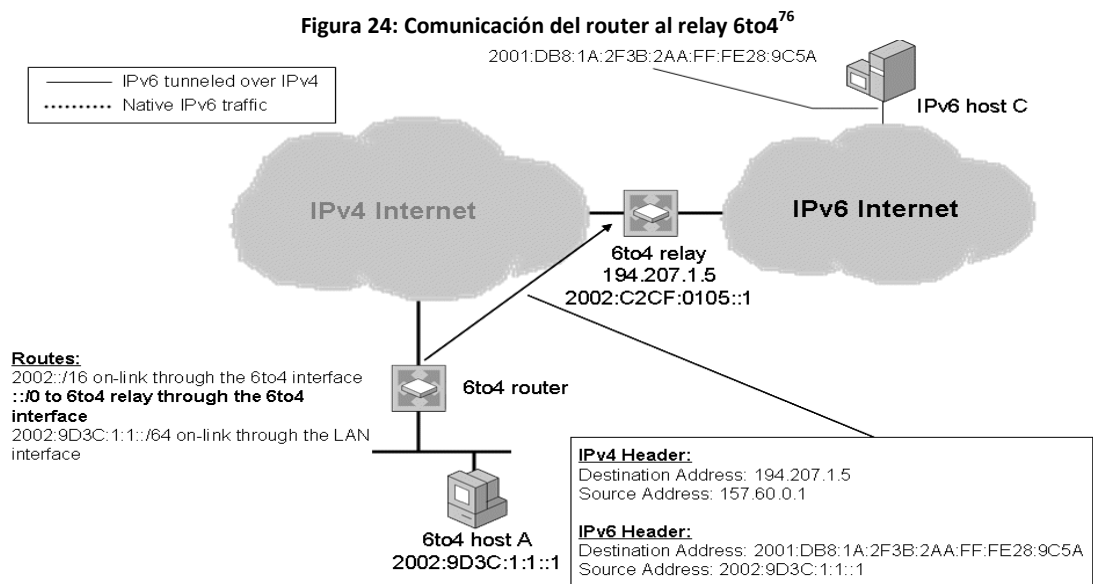 Figura 24: Comunicación del router al relay 6to4⁷⁶
2001:DB8:1A:2F3B:2AA:FF:FE28:9C5A
IPv6 tunneled over IPv4
Native IPv6 traffic
IPv6 host C
IPv4 Internet
IPv6 Internet
6to4 relay
194.207.1.5
2002:C2CF:0105::1
Routes:
2002::/16 on-link through the 6to4 interface
::/0 to 6to4 relay through the 6to4
interface
2002:9D3C:1:1::/64 on-link through the LAN
interface
6to4 router
6to4 host A
2002:9D3C:1:1::1
IPv4 Header:
Destination Address: 194.207.1.5
Source Address: 157.60.0.1
IPv6 Header:
Destination Address: 2001:DB8:1A:2F3B:2AA:FF:FE28:9C5A
Source Address: 2002:9D3C:1:1::1